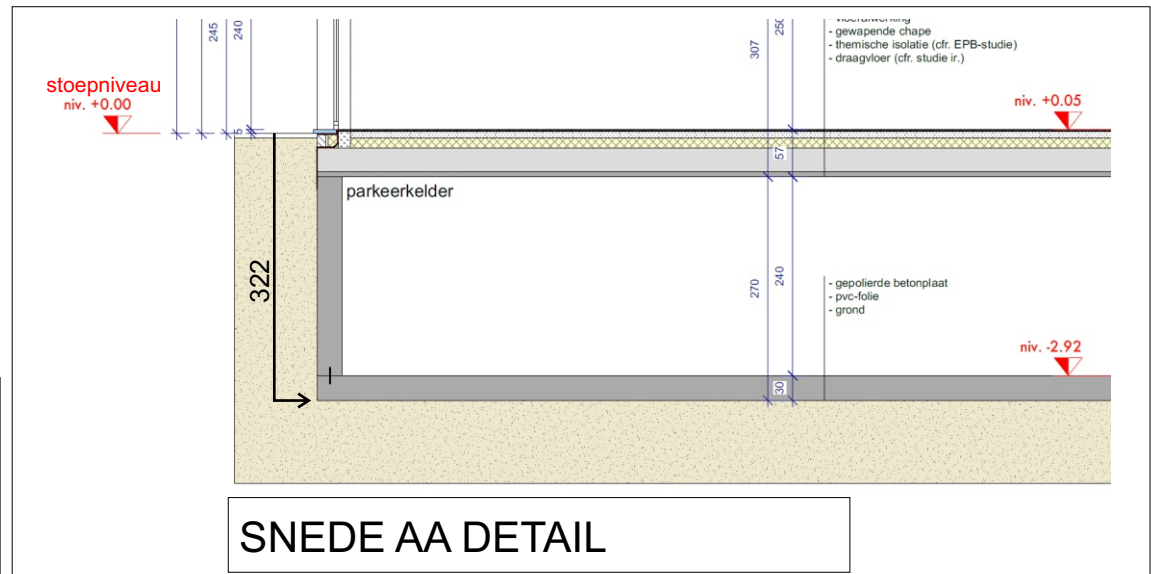 245
240
307
250
- vloerafwerking
- gewapende chape
- themische isolatie (cfr. EPB-studie)
- draagvloer (cfr. studie ir.)
stoepniveau
niv. +0.00
niv. +0.05
5
57
parkeerkelder
322
270
240
- gepolierde betonplaat
- pvc-folie
- grond
niv. -2.92
30
SNEDE AA DETAIL